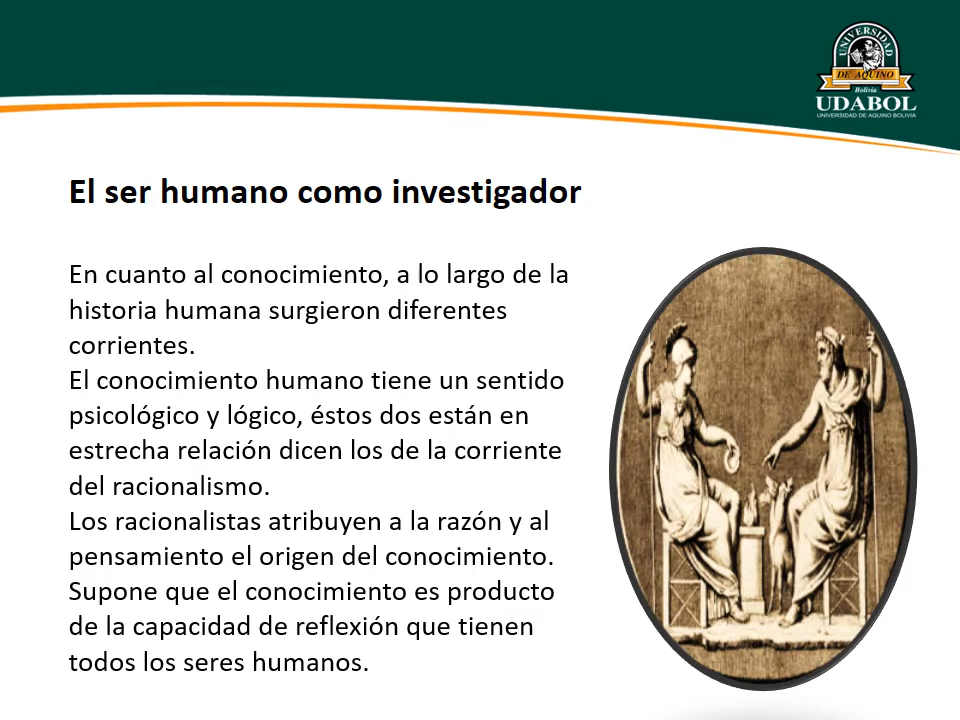 UNIVERSIDAD
DE AQUINO
Bolivia
UDABOL
UNIVERSIDAD DE AQUINO BOLIVIA
El ser humano como investigador
En cuanto al conocimiento, a lo largo de la
historia humana surgieron diferentes
corrientes.
El conocimiento humano tiene un sentido
psicológico y lógico, éstos dos están en
estrecha relación dicen los de la corriente
del racionalismo.
Los racionalistas atribuyen a la razón y al
pensamiento el origen del conocimiento.
Supone que el conocimiento es producto
de la capacidad de reflexión que tienen
todos los seres humanos.